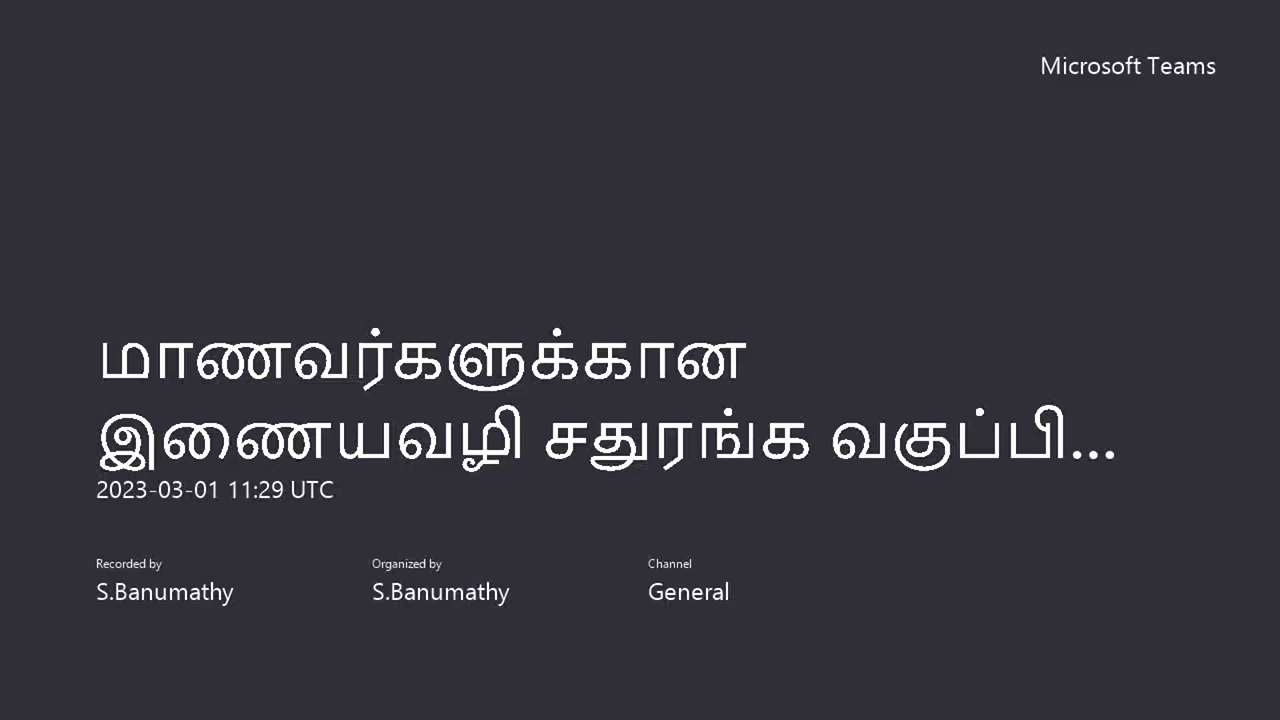 Microsoft Teams
மாணவர்களுக்கான
இணையவழி சதுரங்க வகுப்பி...
2023-03-01 11:29 UTC
Recorded by
S.Banumathy
Organized by
S.Banumathy
Channel
General